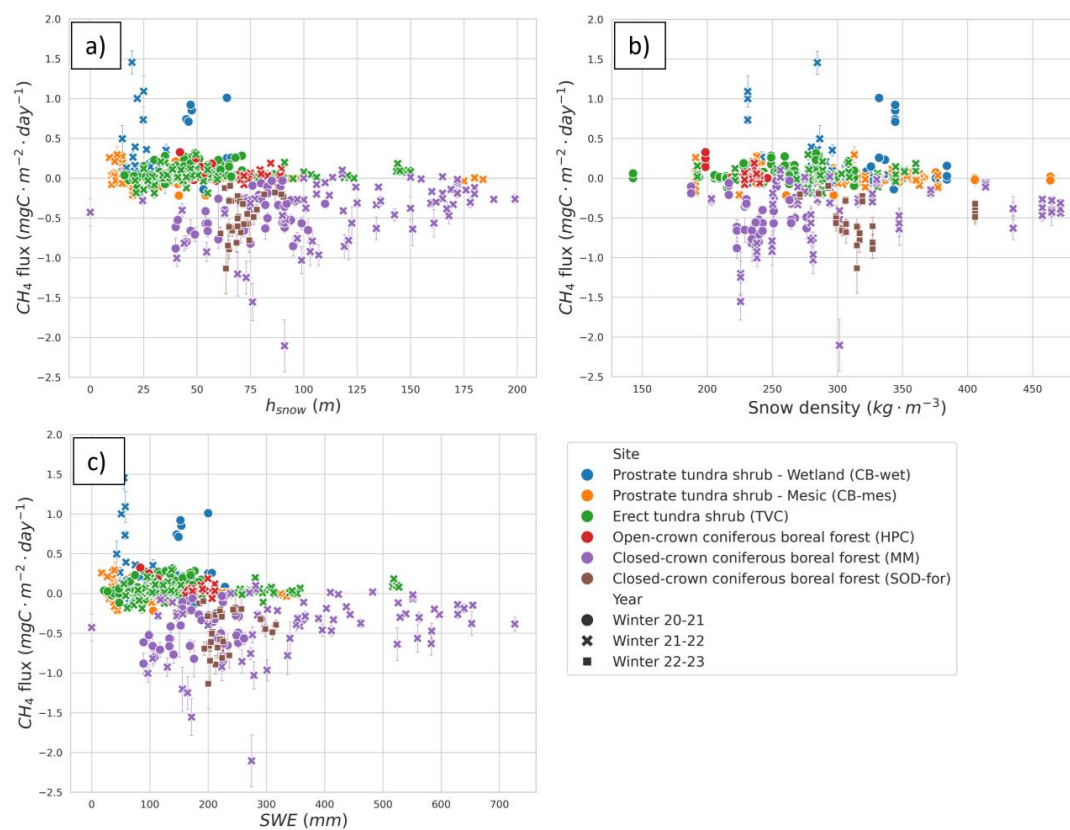 a)
2.0
1.5
1.0
0.5
0.0
−0.5
−1.0
−1.5
−2.0
−2.5
CH₄ flux (mgC · m⁻² · day⁻¹)
0 25 50 75 100 125 150 175 200
h_snow (m)
b)
2.0
1.5
1.0
0.5
0.0
−0.5
−1.0
−1.5
−2.0
−2.5
CH₄ flux (mgC · m⁻² · day⁻¹)
150 200 250 300 350 400 450
Snow density (kg · m⁻³)
c)
2.0
1.5
1.0
0.5
0.0
−0.5
−1.0
−1.5
−2.0
−2.5
CH₄ flux (mgC · m⁻² · day⁻¹)
0 100 200 300 400 500 600 700
SWE (mm)
Site
Prostrate tundra shrub - Wetland (CB-wet)
Prostrate tundra shrub - Mesic (CB-mes)
Erect tundra shrub (TVC)
Open-crown coniferous boreal forest (HPC)
Closed-crown coniferous boreal forest (MM)
Closed-crown coniferous boreal forest (SOD-for)
Year
Winter 20-21
Winter 21-22
Winter 22-23